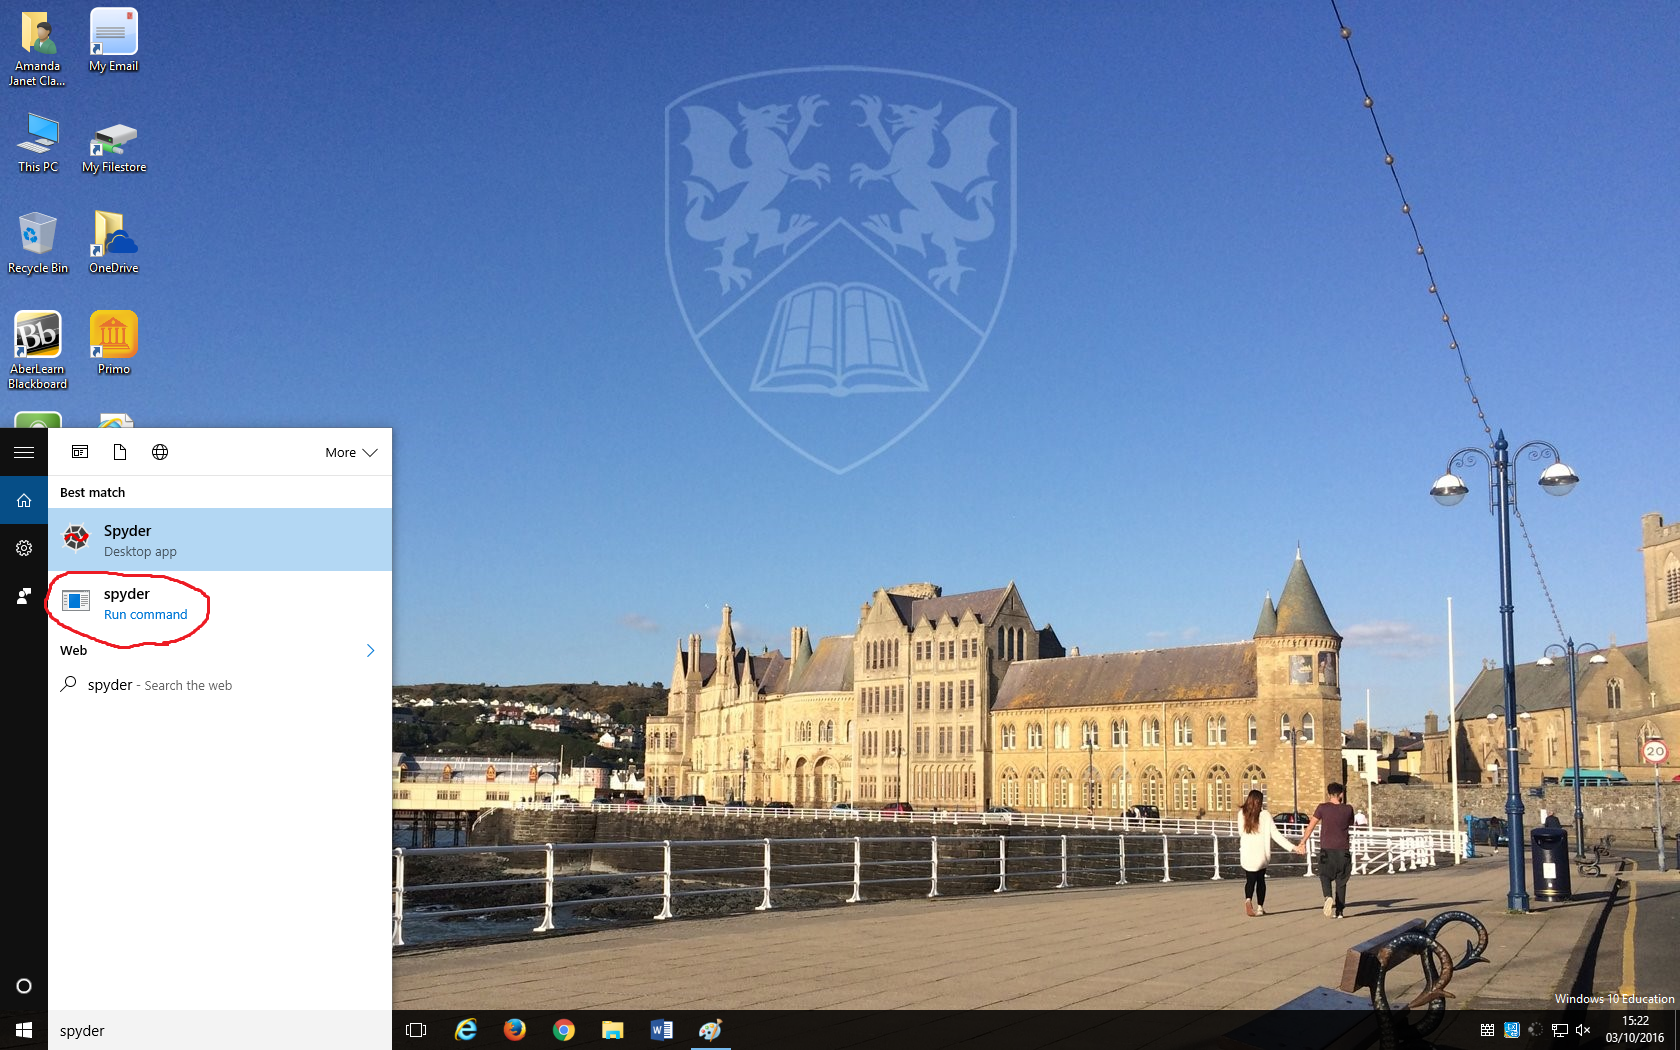 Amanda
Janet Cla...
My Email
This PC
My Filestore
Recycle Bin
OneDrive
Bb
AberLearn
Blackboard
Primo
More
Best match
Spyder
Desktop app
spyder
Run command
Web
spyder - Search the web
spyder
20
Windows 10 Education
15:22
03/10/2016